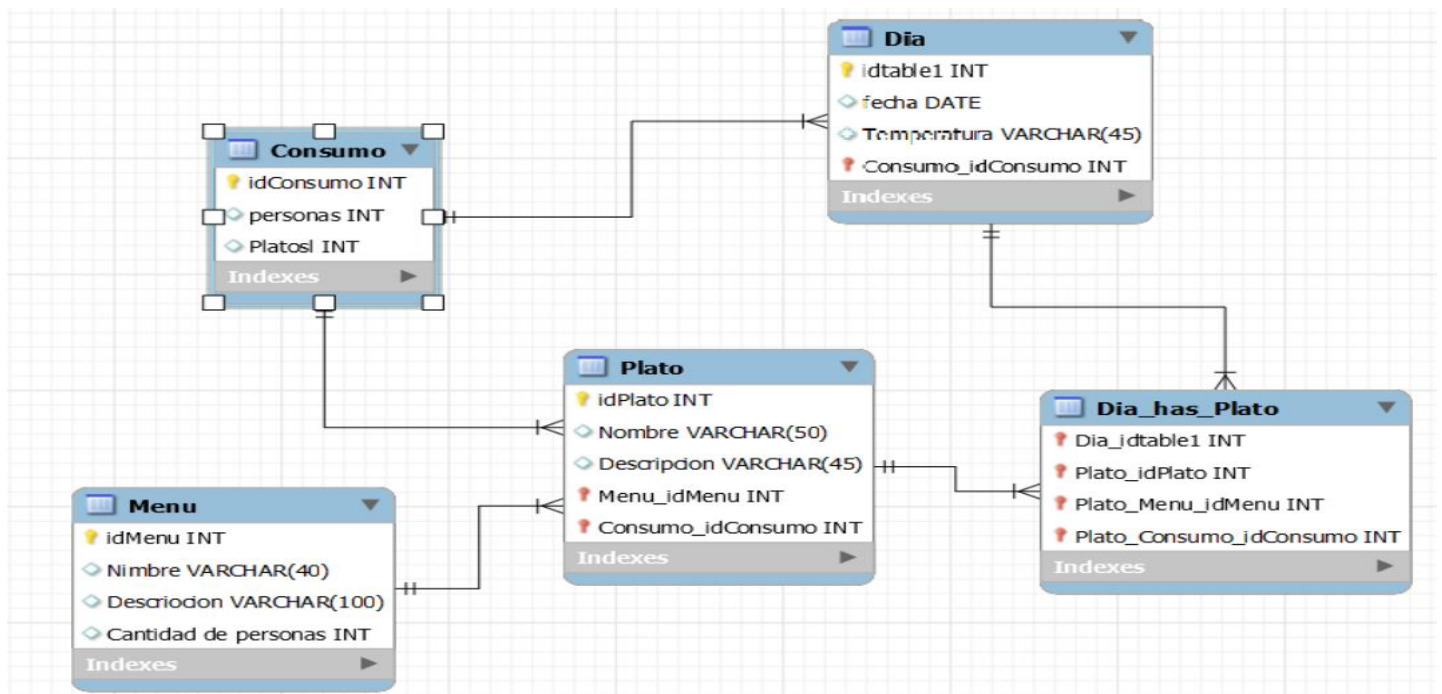 Dia
idtable1 INT
fecha DATE
Temperatura VARCHAR(45)
Consumo_idConsumo INT
Indexes
Consumo
idConsumo INT
personas INT
Platosl INT
Indexes
Plato
idPlato INT
Nombre VARCHAR(50)
Descripcion VARCHAR(45)
Menu_idMenu INT
Consumo_idConsumo INT
Indexes
Dia_has_Plato
Dia_idtable1 INT
Plato_idPlato INT
Plato_Menu_idMenu INT
Plato_Consumo_idConsumo INT
Indexes
Menu
idMenu INT
Nimbre VARCHAR(40)
Descriocion VARCHAR(100)
Cantidad de personas INT
Indexes